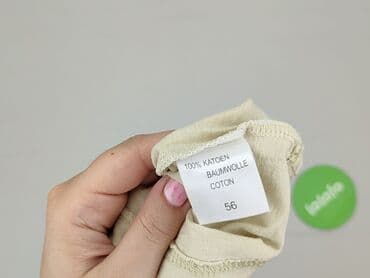 100% KATOEN
BAUMWOLLE
COTON
56
lalafo